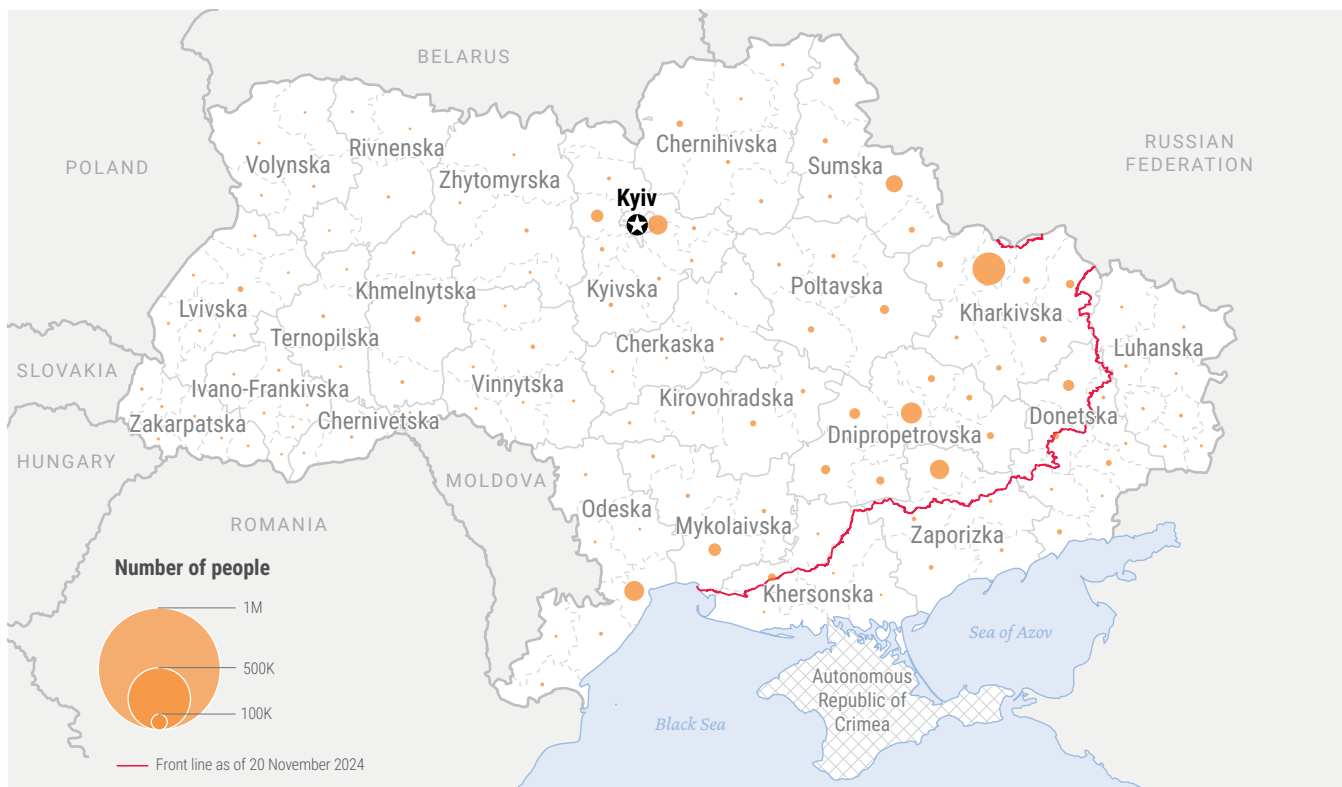 BELARUS
RUSSIAN
FEDERATION
POLAND
Chernihivska
Rivnenska
Volynska
Sumska
Zhytomyrska
Kyiv
Kyivska
Poltavska
Khmelnytska
Lvivska
Kharkivska
Ternopilska
Cherkaska
Luhanska
SLOVAKIA
Ivano-Frankivska
Vinnytska
Kirovohradska
Zakarpatska
Chernivetska
Donetska
Dnipropetrovska
HUNGARY
MOLDOVA
Odeska
ROMANIA
Mykolaivska
Zaporizka
Khersonska
Number of people
1M
500K
100K
Sea of Azov
Autonomous
Republic of
Crimea
Black Sea
Front line as of 20 November 2024